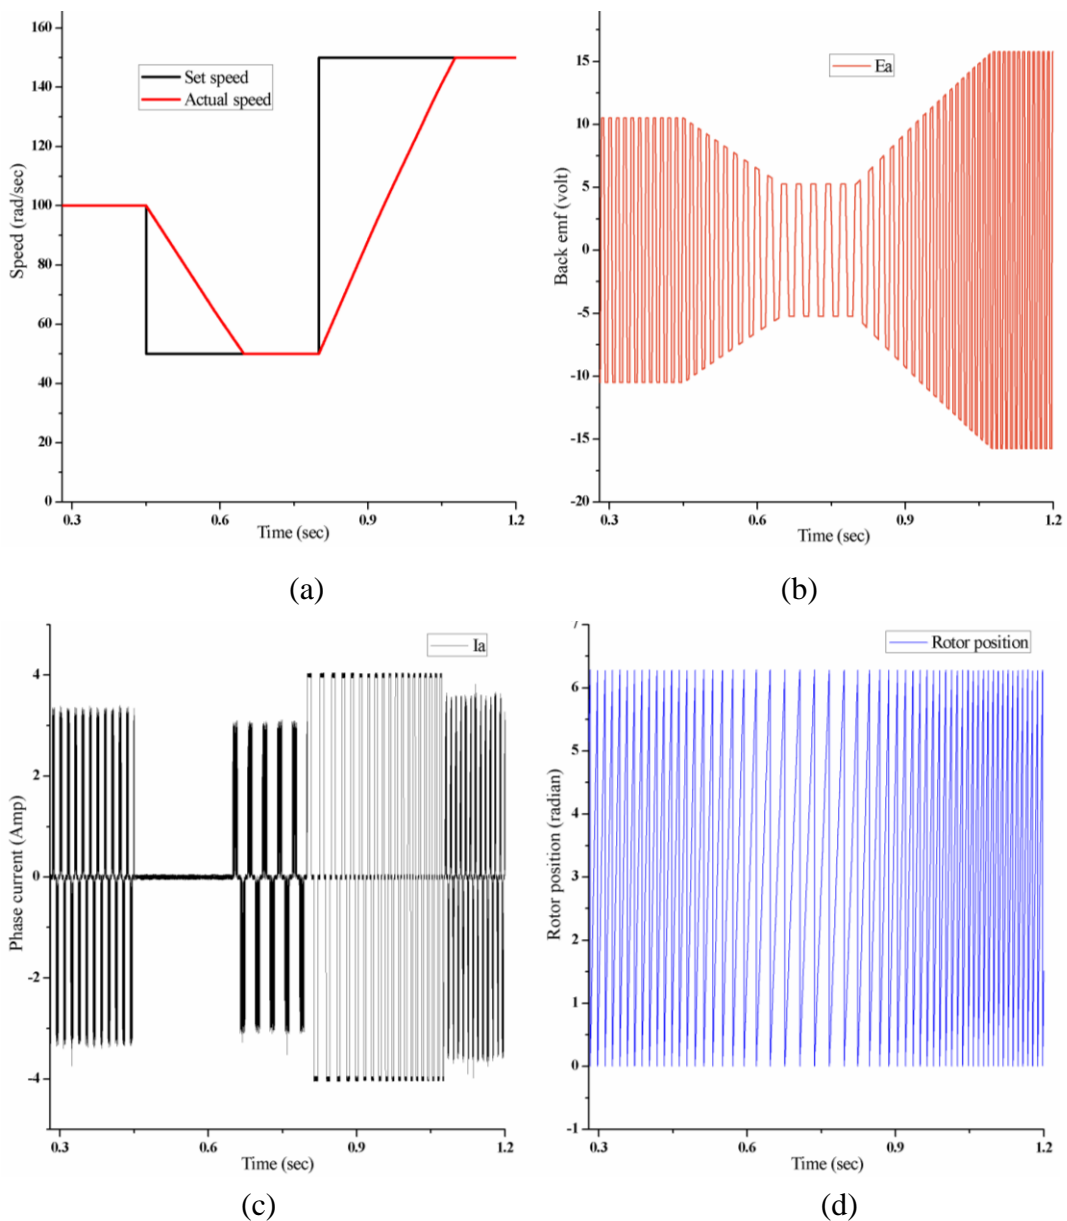 160
140
120
100
80
60
40
20
0
Speed (rad/sec)
Set speed
Actual speed
0.3
0.6
0.9
1.2
Time (sec)
(a)
15
10
5
0
-5
-10
-15
-20
Back emf (volt)
Ea
0.3
0.6
0.9
1.2
Time (sec)
(b)
4
2
0
-2
-4
Phase current (Amp)
Ia
0.3
0.6
0.9
1.2
Time (sec)
(c)
7
6
5
4
3
2
1
0
-1
Rotor position (radian)
Rotor position
0.3
0.6
0.9
1.2
Time (sec)
(d)